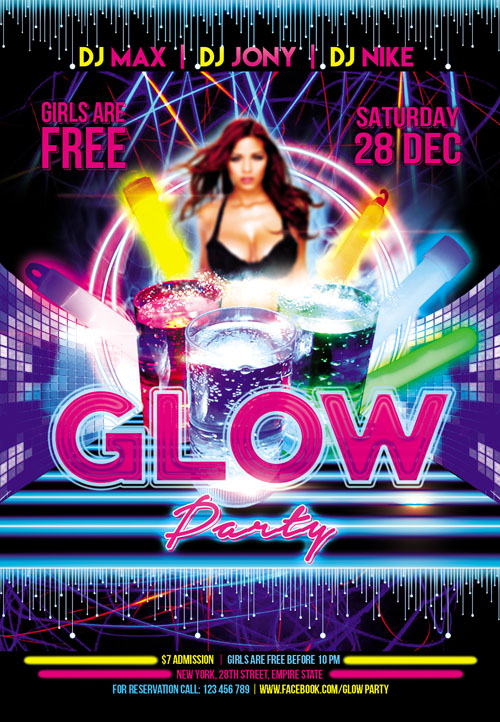 DJ MAX | DJ JONY | DJ NIKE
GIRLS ARE
FREE
SATURDAY
28 DEC
GLOW
Party
$7 ADMISSION | GIRLS ARE FREE BEFORE 10 PM
NEW YORK, 28TH STREET, EMPIRE STATE
FOR RESERVATION CALL: 123 456 789 | WWW.FACEBOOK.COM/GLOW PARTY